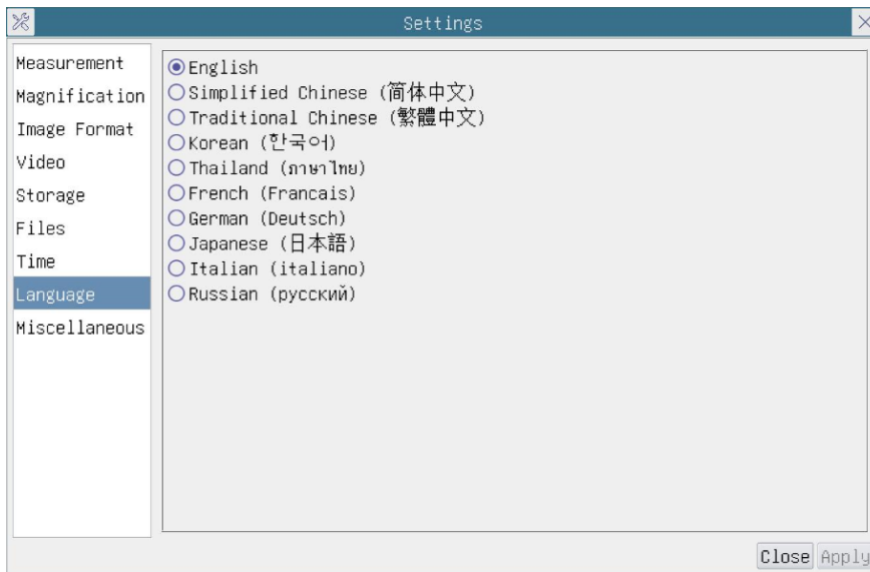 Settings
Measurement
Magnification
Image Format
Video
Storage
Files
Time
Language
Miscellaneous
English
Simplified Chinese (简体中文)
Traditional Chinese (繁體中文)
Korean (한국어)
Thailand (ภาษาไทย)
French (Francais)
German (Deutsch)
Japanese (日本語)
Italian (italiano)
Russian (русский)
Close
Apply